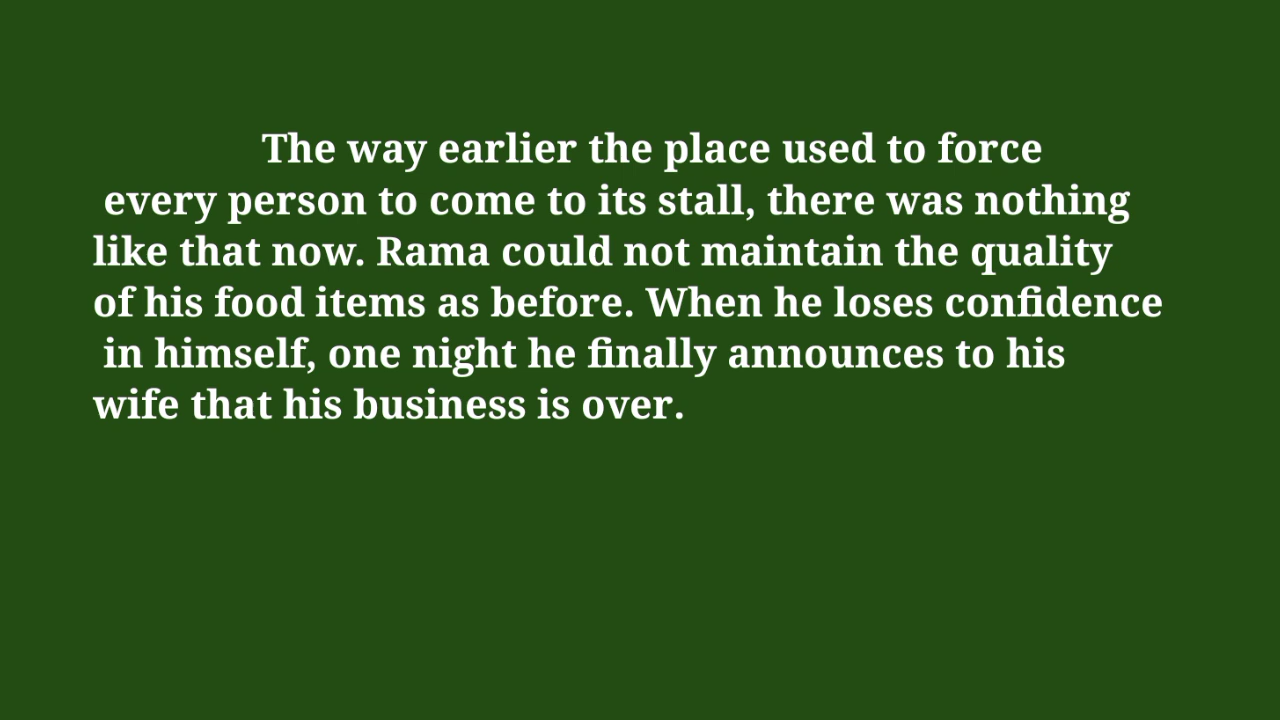 The way earlier the place used to force
every person to come to its stall, there was nothing
like that now. Rama could not maintain the quality
of his food items as before. When he loses confidence
in himself, one night he finally announces to his
wife that his business is over.